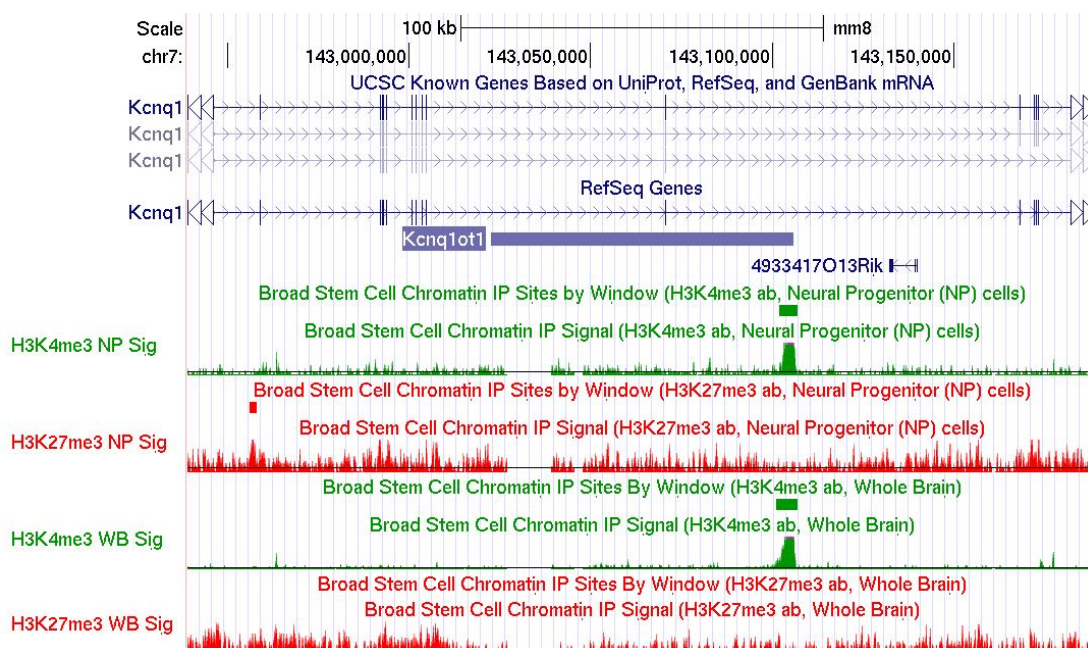 Scale 100 kb mm8
chr7: 143,000,000 143,050,000 143,100,000 143,150,000
UCSC Known Genes Based on UniProt, RefSeq, and GenBank mRNA
Kcnq1
Kcnq1
Kcnq1
RefSeq Genes
Kcnq1
Kcnq1ot1
4933417O13Rik
Broad Stem Cell Chromatin IP Sites by Window (H3K4me3 ab, Neural Progenitor (NP) cells)
Broad Stem Cell Chromatin IP Signal (H3K4me3 ab, Neural Progenitor (NP) cells)
H3K4me3 NP Sig
Broad Stem Cell Chromatin IP Sites by Window (H3K27me3 ab, Neural Progenitor (NP) cells)
Broad Stem Cell Chromatin IP Signal (H3K27me3 ab, Neural Progenitor (NP) cells)
H3K27me3 NP Sig
Broad Stem Cell Chromatin IP Sites By Window (H3K4me3 ab, Whole Brain)
Broad Stem Cell Chromatin IP Signal (H3K4me3 ab, Whole Brain)
H3K4me3 WB Sig
Broad Stem Cell Chromatin IP Sites By Window (H3K27me3 ab, Whole Brain)
Broad Stem Cell Chromatin IP Signal (H3K27me3 ab, Whole Brain)
H3K27me3 WB Sig